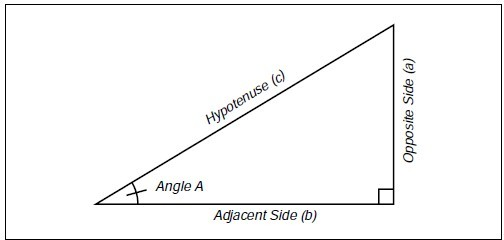 Hypotenuse (c)
Opposite Side (a)
Angle A
Adjacent Side (b)